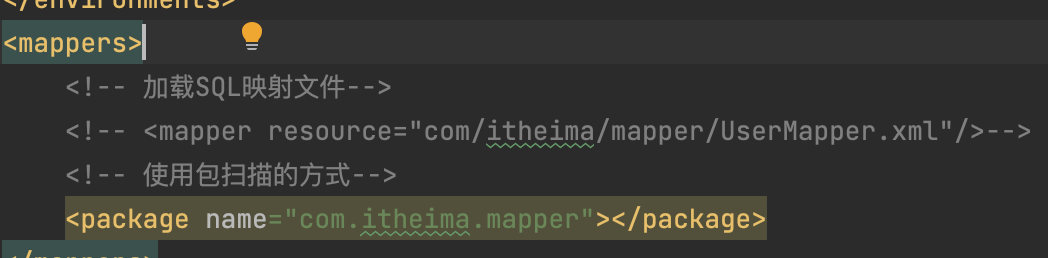 </environments>
<mappers>
<!-- 加载SQL映射文件-->
<!-- <mapper resource="com/itheima/mapper/UserMapper.xml"/>-->
<!-- 使用包扫描的方式-->
<package name="com.itheima.mapper"></package>
</mappers>